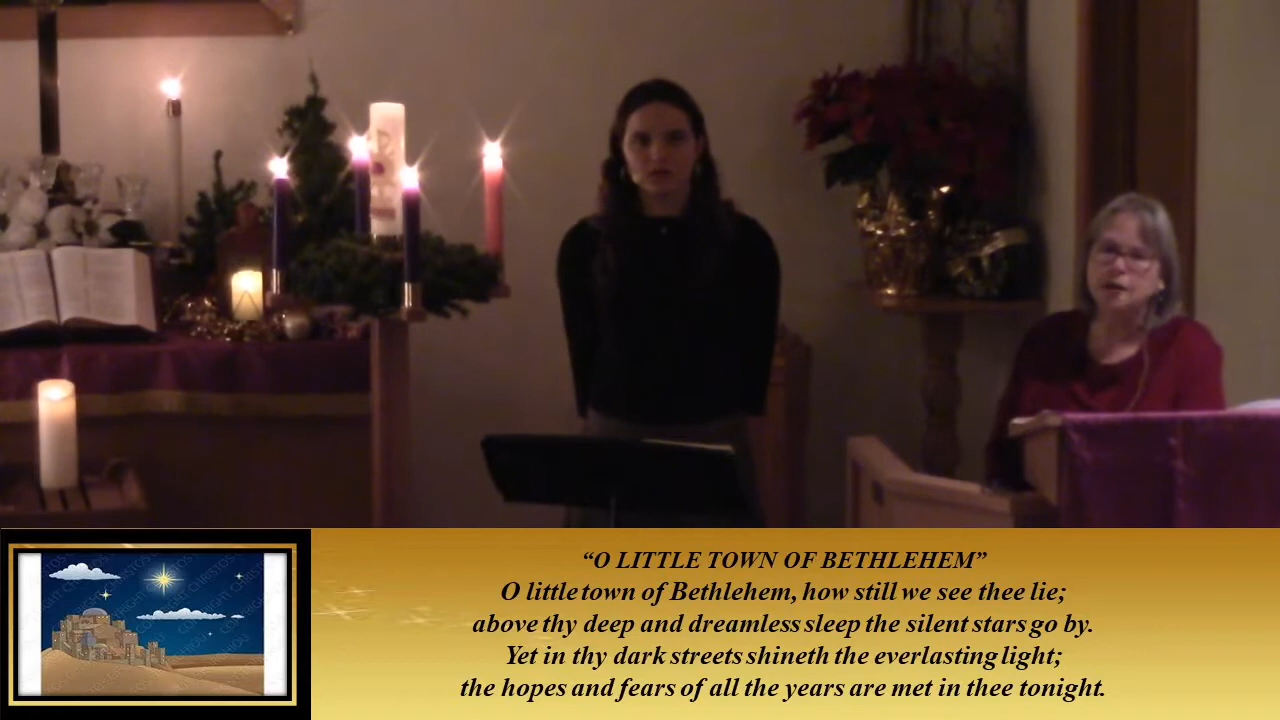 “O LITTLE TOWN OF BETHLEHEM”
O little town of Bethlehem, how still we see thee lie;
above thy deep and dreamless sleep the silent stars go by.
Yet in thy dark streets shineth the everlasting light;
the hopes and fears of all the years are met in thee tonight.